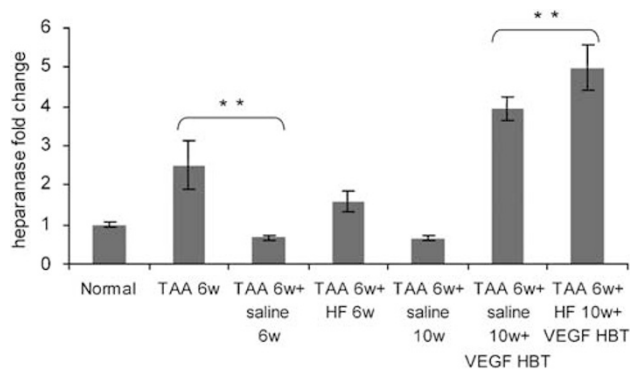 6
5
4
3
2
1
0
heparanase fold change
* *
* *
Normal
TAA 6w
TAA 6w+
saline
6w
TAA 6w+
HF 6w
TAA 6w+
saline
10w
TAA 6w+
saline
10w+
VEGF HBT
TAA 6w+
HF 10w+
VEGF HBT